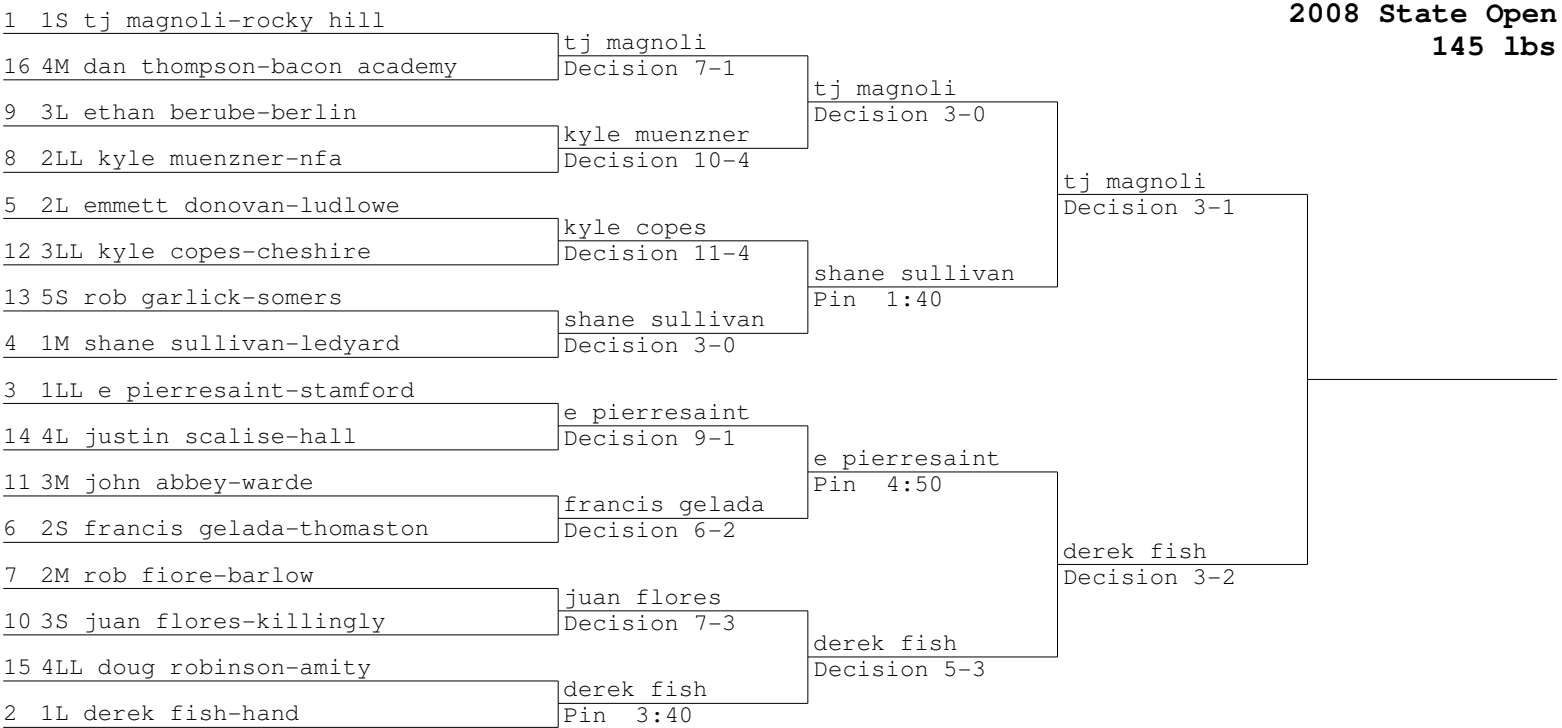 2008 State Open
145 lbs
1 1S tj magnoli-rocky hill
16 4M dan thompson-bacon academy
9 3L ethan berube-berlin
8 2LL kyle muenzner-nfa
5 2L emmett donovan-ludlowe
12 3LL kyle copes-cheshire
13 5S rob garlick-somers
4 1M shane sullivan-ledyard
3 1LL e pierresaint-stamford
14 4L justin scalise-hall
11 3M john abbey-warde
6 2S francis gelada-thomaston
7 2M rob fiore-barlow
10 3S juan flores-killingly
15 4LL doug robinson-amity
2 1L derek fish-hand
tj magnoli
Decision 7-1
kyle muenzner
Decision 10-4
kyle copes
Decision 11-4
shane sullivan
Decision 3-0
e pierresaint
Decision 9-1
francis gelada
Decision 6-2
juan flores
Decision 7-3
derek fish
Pin 3:40
tj magnoli
Decision 3-0
shane sullivan
Pin 1:40
e pierresaint
Pin 4:50
derek fish
Decision 5-3
tj magnoli
Decision 3-1
derek fish
Decision 3-2